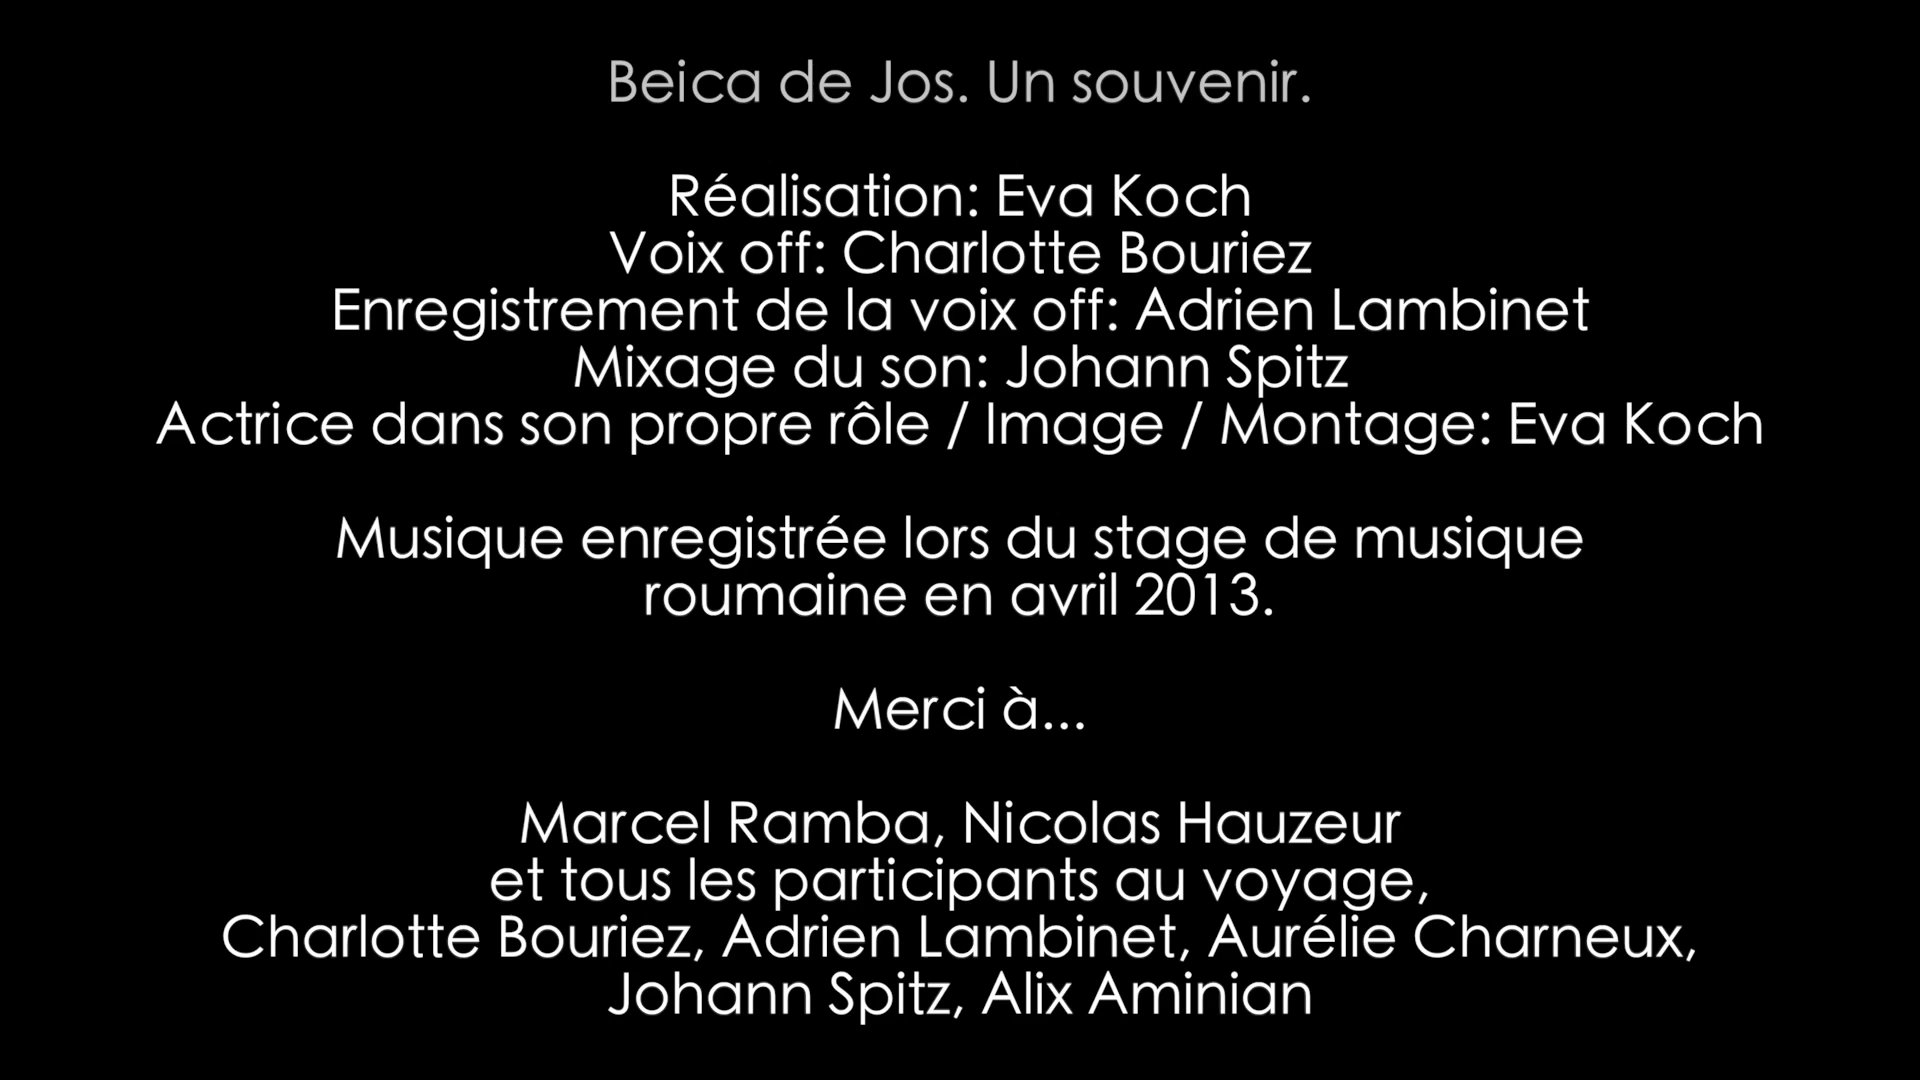 Beica de Jos. Un souvenir.
Réalisation: Eva Koch
Voix off: Charlotte Bouriez
Enregistrement de la voix off: Adrien Lambinet
Mixage du son: Johann Spitz
Actrice dans son propre rôle / Image / Montage: Eva Koch
Musique enregistrée lors du stage de musique
roumaine en avril 2013.
Merci à...
Marcel Ramba, Nicolas Hauzeur
et tous les participants au voyage,
Charlotte Bouriez, Adrien Lambinet, Aurélie Charneux,
Johann Spitz, Alix Aminian